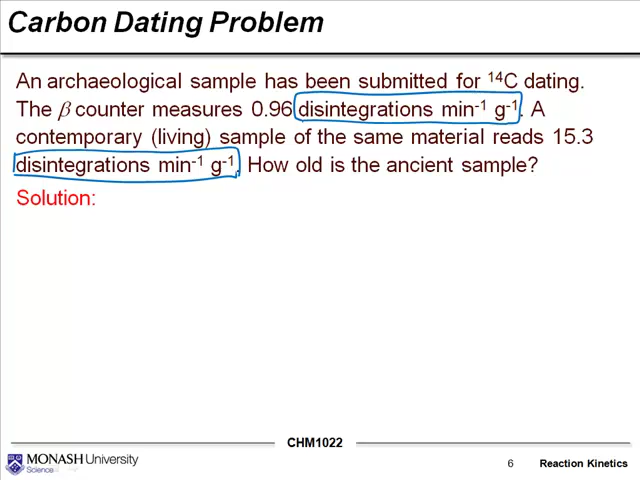 Carbon Dating Problem
An archaeological sample has been submitted for ¹⁴C dating.
The β counter measures 0.96 disintegrations min⁻¹ g⁻¹. A
contemporary (living) sample of the same material reads 15.3
disintegrations min⁻¹ g⁻¹. How old is the ancient sample?
Solution:
CHM1022
MONASH University
Science
6 Reaction Kinetics